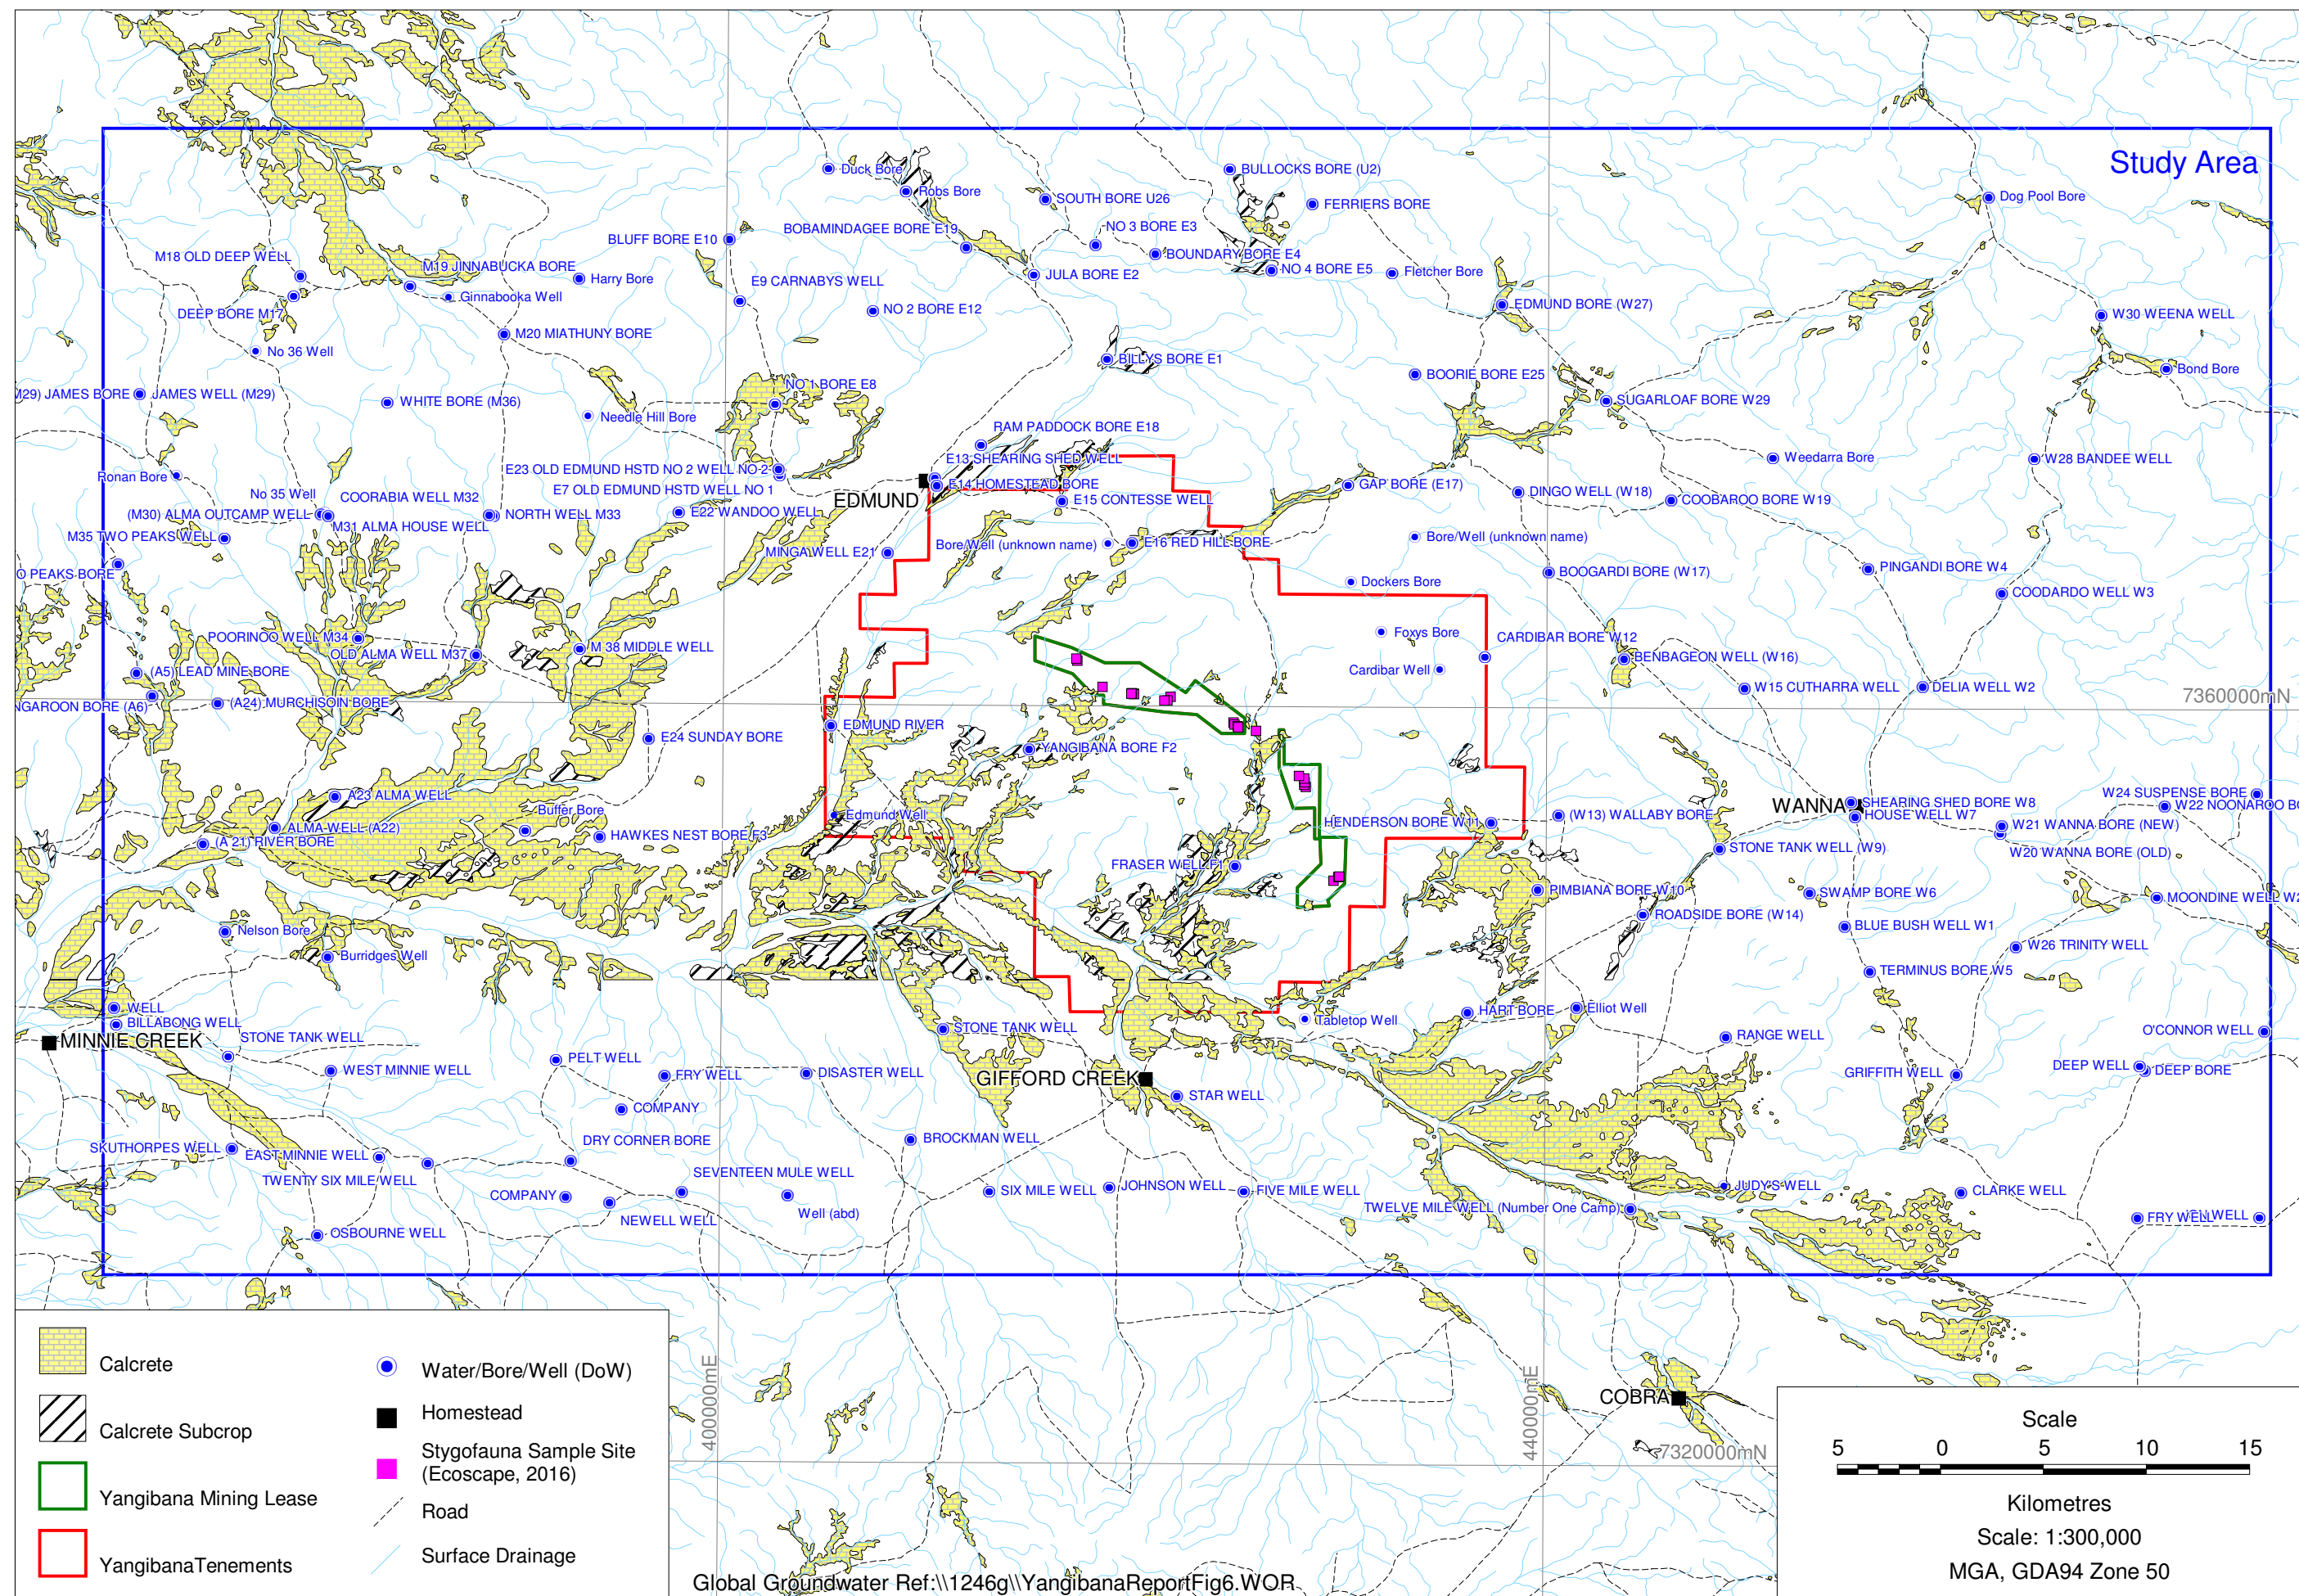 Study Area
Duck Bore
Robs Bore
BULLOCKS BORE (U2)
SOUTH BORE U26
FERRIERS BORE
Dog Pool Bore
BOBAMINDAGEE BORE E19
NO 3 BORE E3
BLUFF BORE E10
BOUNDARY BORE E4
M18 OLD DEEP WELL
M19 JINNABUCKA BORE
Harry Bore
E9 CARNABYS WELL
JULA BORE E2
NO 4 BORE E5
Fletcher Bore
Ginnabooka Well
DEEP BORE M17
NO 2 BORE E12
EDMUND BORE (W27)
W30 WEENA WELL
M20 MIATHUNY BORE
No 36 Well
BILLYS BORE E1
Bond Bore
BOORIE BORE E25
NO 1 BORE E8
M29) JAMES BORE
JAMES WELL (M29)
WHITE BORE (M36)
SUGARLOAF BORE W29
Needle Hill Bore
RAM PADDOCK BORE E18
Weedarra Bore
W28 BANDEE WELL
E13 SHEARING SHED WELL
E23 OLD EDMUND HSTD NO 2 WELL NO 2
Ronan Bore
E14 HOMESTEAD BORE
GAP BORE (E17)
E7 OLD EDMUND HSTD WELL NO 1
EDMUND
E15 CONTESSE WELL
DINGO WELL (W18)
COOBAROO BORE W19
No 35 Well
COORABIA WELL M32
(M30) ALMA OUTCAMP WELL
NORTH WELL M33
E22 WANDOO WELL
M31 ALMA HOUSE WELL
M35 TWO PEAKS WELL
MINGA WELL E21
Bore/Well (unknown name)
E16 RED HILL BORE
Bore/Well (unknown name)
O PEAKS BORE
Dockers Bore
BOOGARDI BORE (W17)
PINGANDI BORE W4
COODARDO WELL W3
POORINOO WELL M34
Foxys Bore
CARDIBAR BORE W12
OLD ALMA WELL M37
M 38 MIDDLE WELL
BENBAGEON WELL (W16)
(A5) LEAD MINE BORE
Cardibar Well
W15 CUTHARRA WELL
DELIA WELL W2
7360000mN
NGAROON BORE (A6)
(A24) MURCHISOIN BORE
EDMUND RIVER
E24 SUNDAY BORE
YANGIBANA BORE F2
A23 ALMA WELL
W24 SUSPENSE BORE
WANNA
SHEARING SHED BORE W8
W22 NOONAROO BO
Buffer Bore
Edmund Well
HOUSE WELL W7
ALMA WELL (A22)
HAWKES NEST BORE F3
HENDERSON BORE W11
(W13) WALLABY BORE
W21 WANNA BORE (NEW)
(A 21) RIVER BORE
STONE TANK WELL (W9)
W20 WANNA BORE (OLD)
FRASER WELL F1
PIMBIANA BORE W10
SWAMP BORE W6
MOONDINE WELL W2
ROADSIDE BORE (W14)
Nelson Bore
BLUE BUSH WELL W1
W26 TRINITY WELL
Burridges Well
TERMINUS BORE W5
WELL
HART BORE
Elliot Well
BILLABONG WELL
Tabletop Well
STONE TANK WELL
O'CONNOR WELL
MINNIE CREEK
STONE TANK WELL
RANGE WELL
PELT WELL
WEST MINNIE WELL
FRY WELL
DISASTER WELL
GIFFORD CREEK
GRIFFITH WELL
DEEP WELL
DEEP BORE
STAR WELL
COMPANY
SKUTHORPES WELL
DRY CORNER BORE
BROCKMAN WELL
EAST MINNIE WELL
TWENTY SIX MILE WELL
SEVENTEEN MULE WELL
COMPANY
SIX MILE WELL
JOHNSON WELL
FIVE MILE WELL
JUDY'S WELL
CLARKE WELL
NEWELL WELL
Well (abd)
TWELVE MILE WELL (Number One Camp)
FRY WELL
WELL
OSBOURNE WELL
Calcrete
Calcrete Subcrop
Yangibana Mining Lease
YangibanaTenements
Water/Bore/Well (DoW)
Homestead
Stygofauna Sample Site
(Ecoscape, 2016)
Road
Surface Drainage
400000mE
440000mE
COBRA
7320000mN
Scale
5 0 5 10 15
Kilometres
Scale: 1:300,000
MGA, GDA94 Zone 50
Global Groundwater Ref:\\1246g\\YangibanaReportFig6.WOR